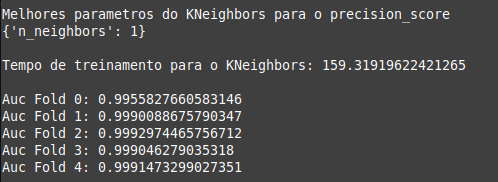 Melhores parametros do KNeighbors para o precision_score
{'n_neighbors': 1}
Tempo de treinamento para o KNeighbors: 159.31919622421265
Auc Fold 0: 0.9955827660583146
Auc Fold 1: 0.9990088675790347
Auc Fold 2: 0.9992974465756712
Auc Fold 3: 0.999046279035318
Auc Fold 4: 0.9991473299027351